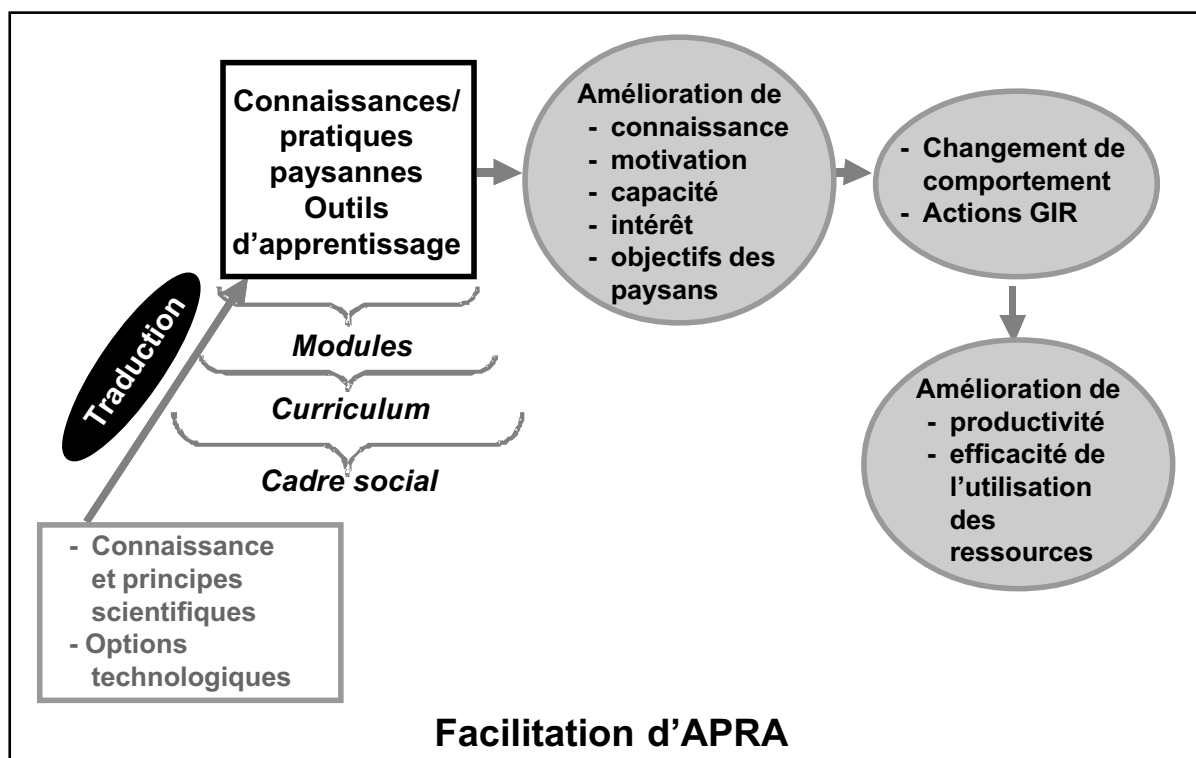 Connaissances/
pratiques
paysannes
Outils
d’apprentissage
Amélioration de
- connaissance
- motivation
- capacité
- intérêt
- objectifs des
paysans
- Changement de
comportement
- Actions GIR
Traduction
Modules
Curriculum
Cadre social
Amélioration de
- productivité
- efficacité de
l’utilisation
des
ressources
- Connaissance
et principes
scientifiques
- Options
technologiques
Facilitation d’APRA